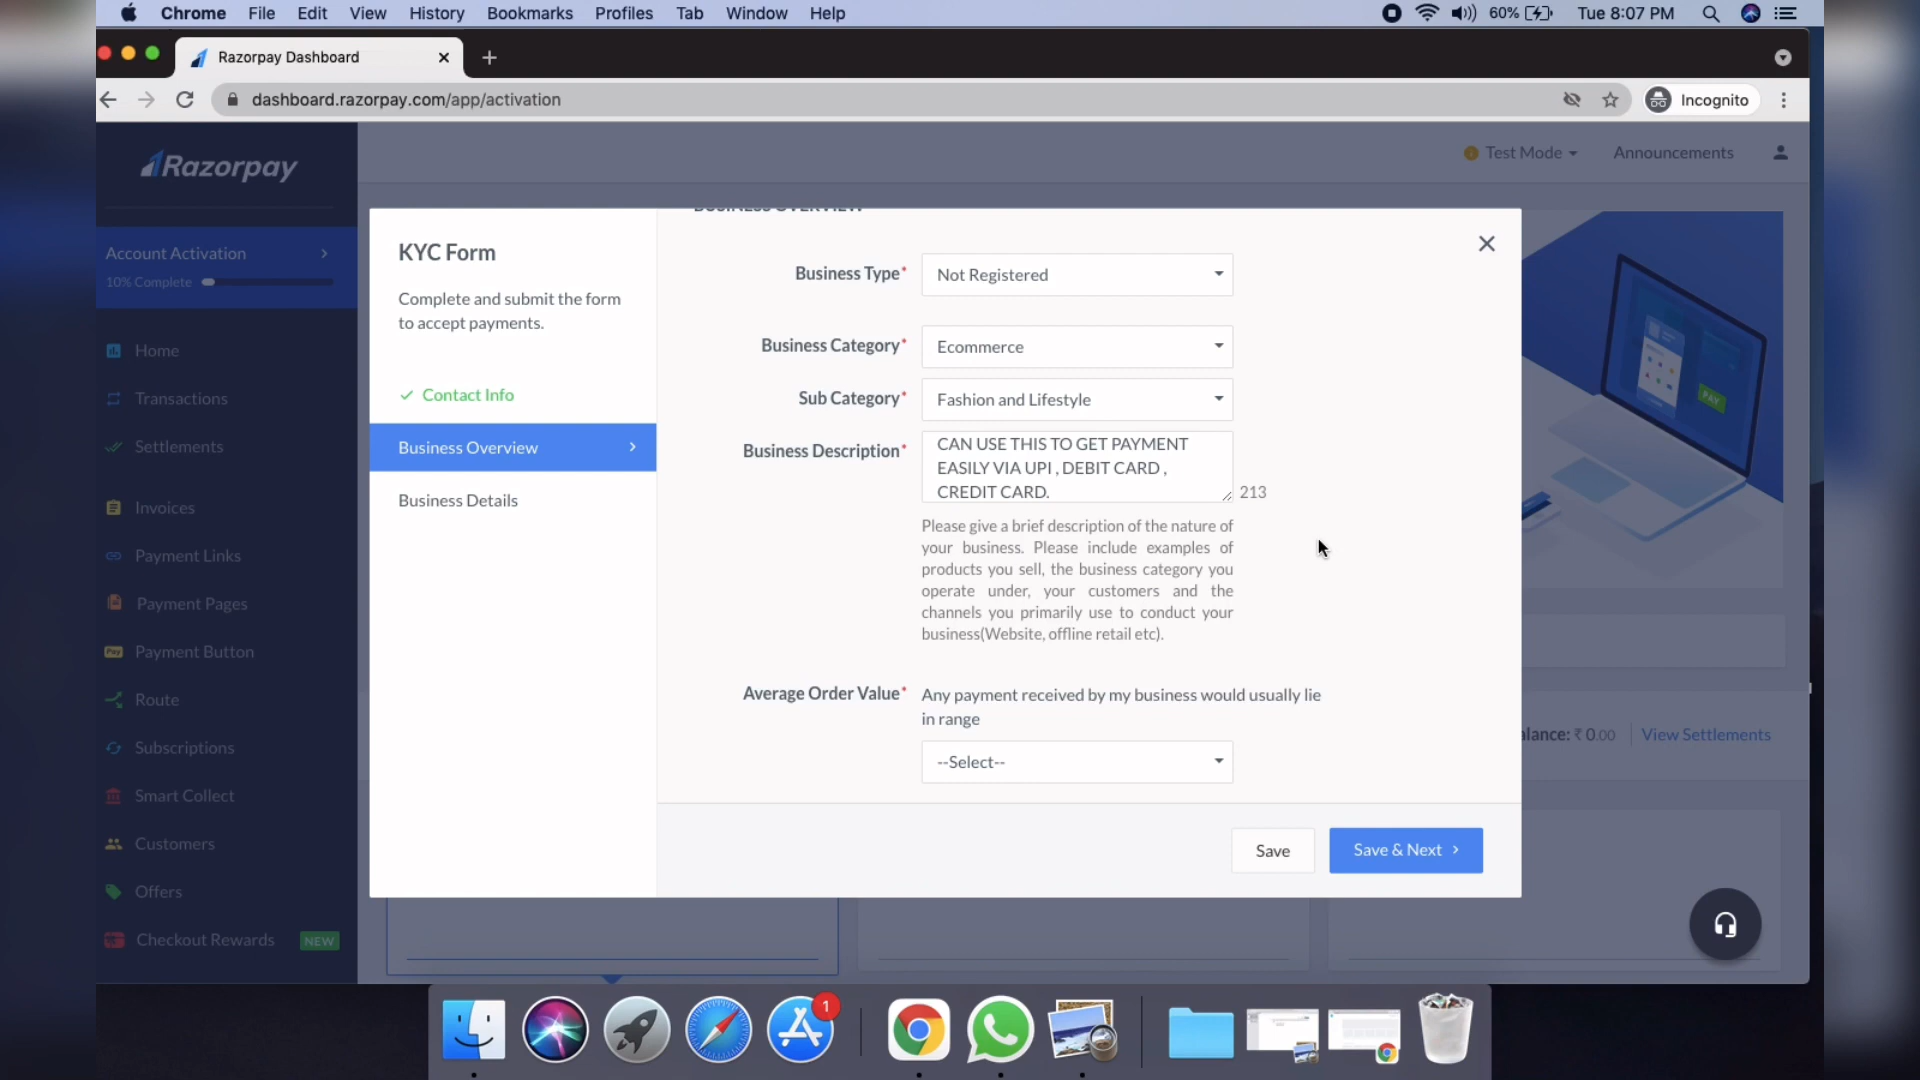 Chrome File Edit View History Bookmarks Profiles Tab Window Help
60% Tue 8:07 PM
Razorpay Dashboard
dashboard.razorpay.com/app/activation
Incognito
Razorpay
Test Mode Announcements
Account Activation
10% Complete
Home
Transactions
Settlements
Invoices
Payment Links
Payment Pages
Pay Payment Button
Route
Subscriptions
Smart Collect
Customers
Offers
Checkout Rewards NEW
KYC Form
Complete and submit the form
to accept payments.
Contact Info
Business Overview
Business Details
BUSINESS OVERVIEW
Business Type* Not Registered
Business Category* Ecommerce
Sub Category* Fashion and Lifestyle
Business Description* CAN USE THIS TO GET PAYMENT
EASILY VIA UPI , DEBIT CARD ,
CREDIT CARD.
213
Please give a brief description of the nature of
your business. Please include examples of
products you sell, the business category you
operate under, your customers and the
channels you primarily use to conduct your
business(Website, offline retail etc).
Average Order Value* Any payment received by my business would usually lie
in range
--Select--
Save Save & Next
PAY
alance: ₹ 0.00 View Settlements
1